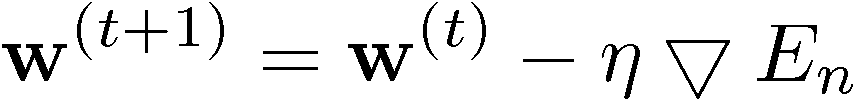 𝐰^{(t+1)} = 𝐰^{(t)} − η ▽ E_n